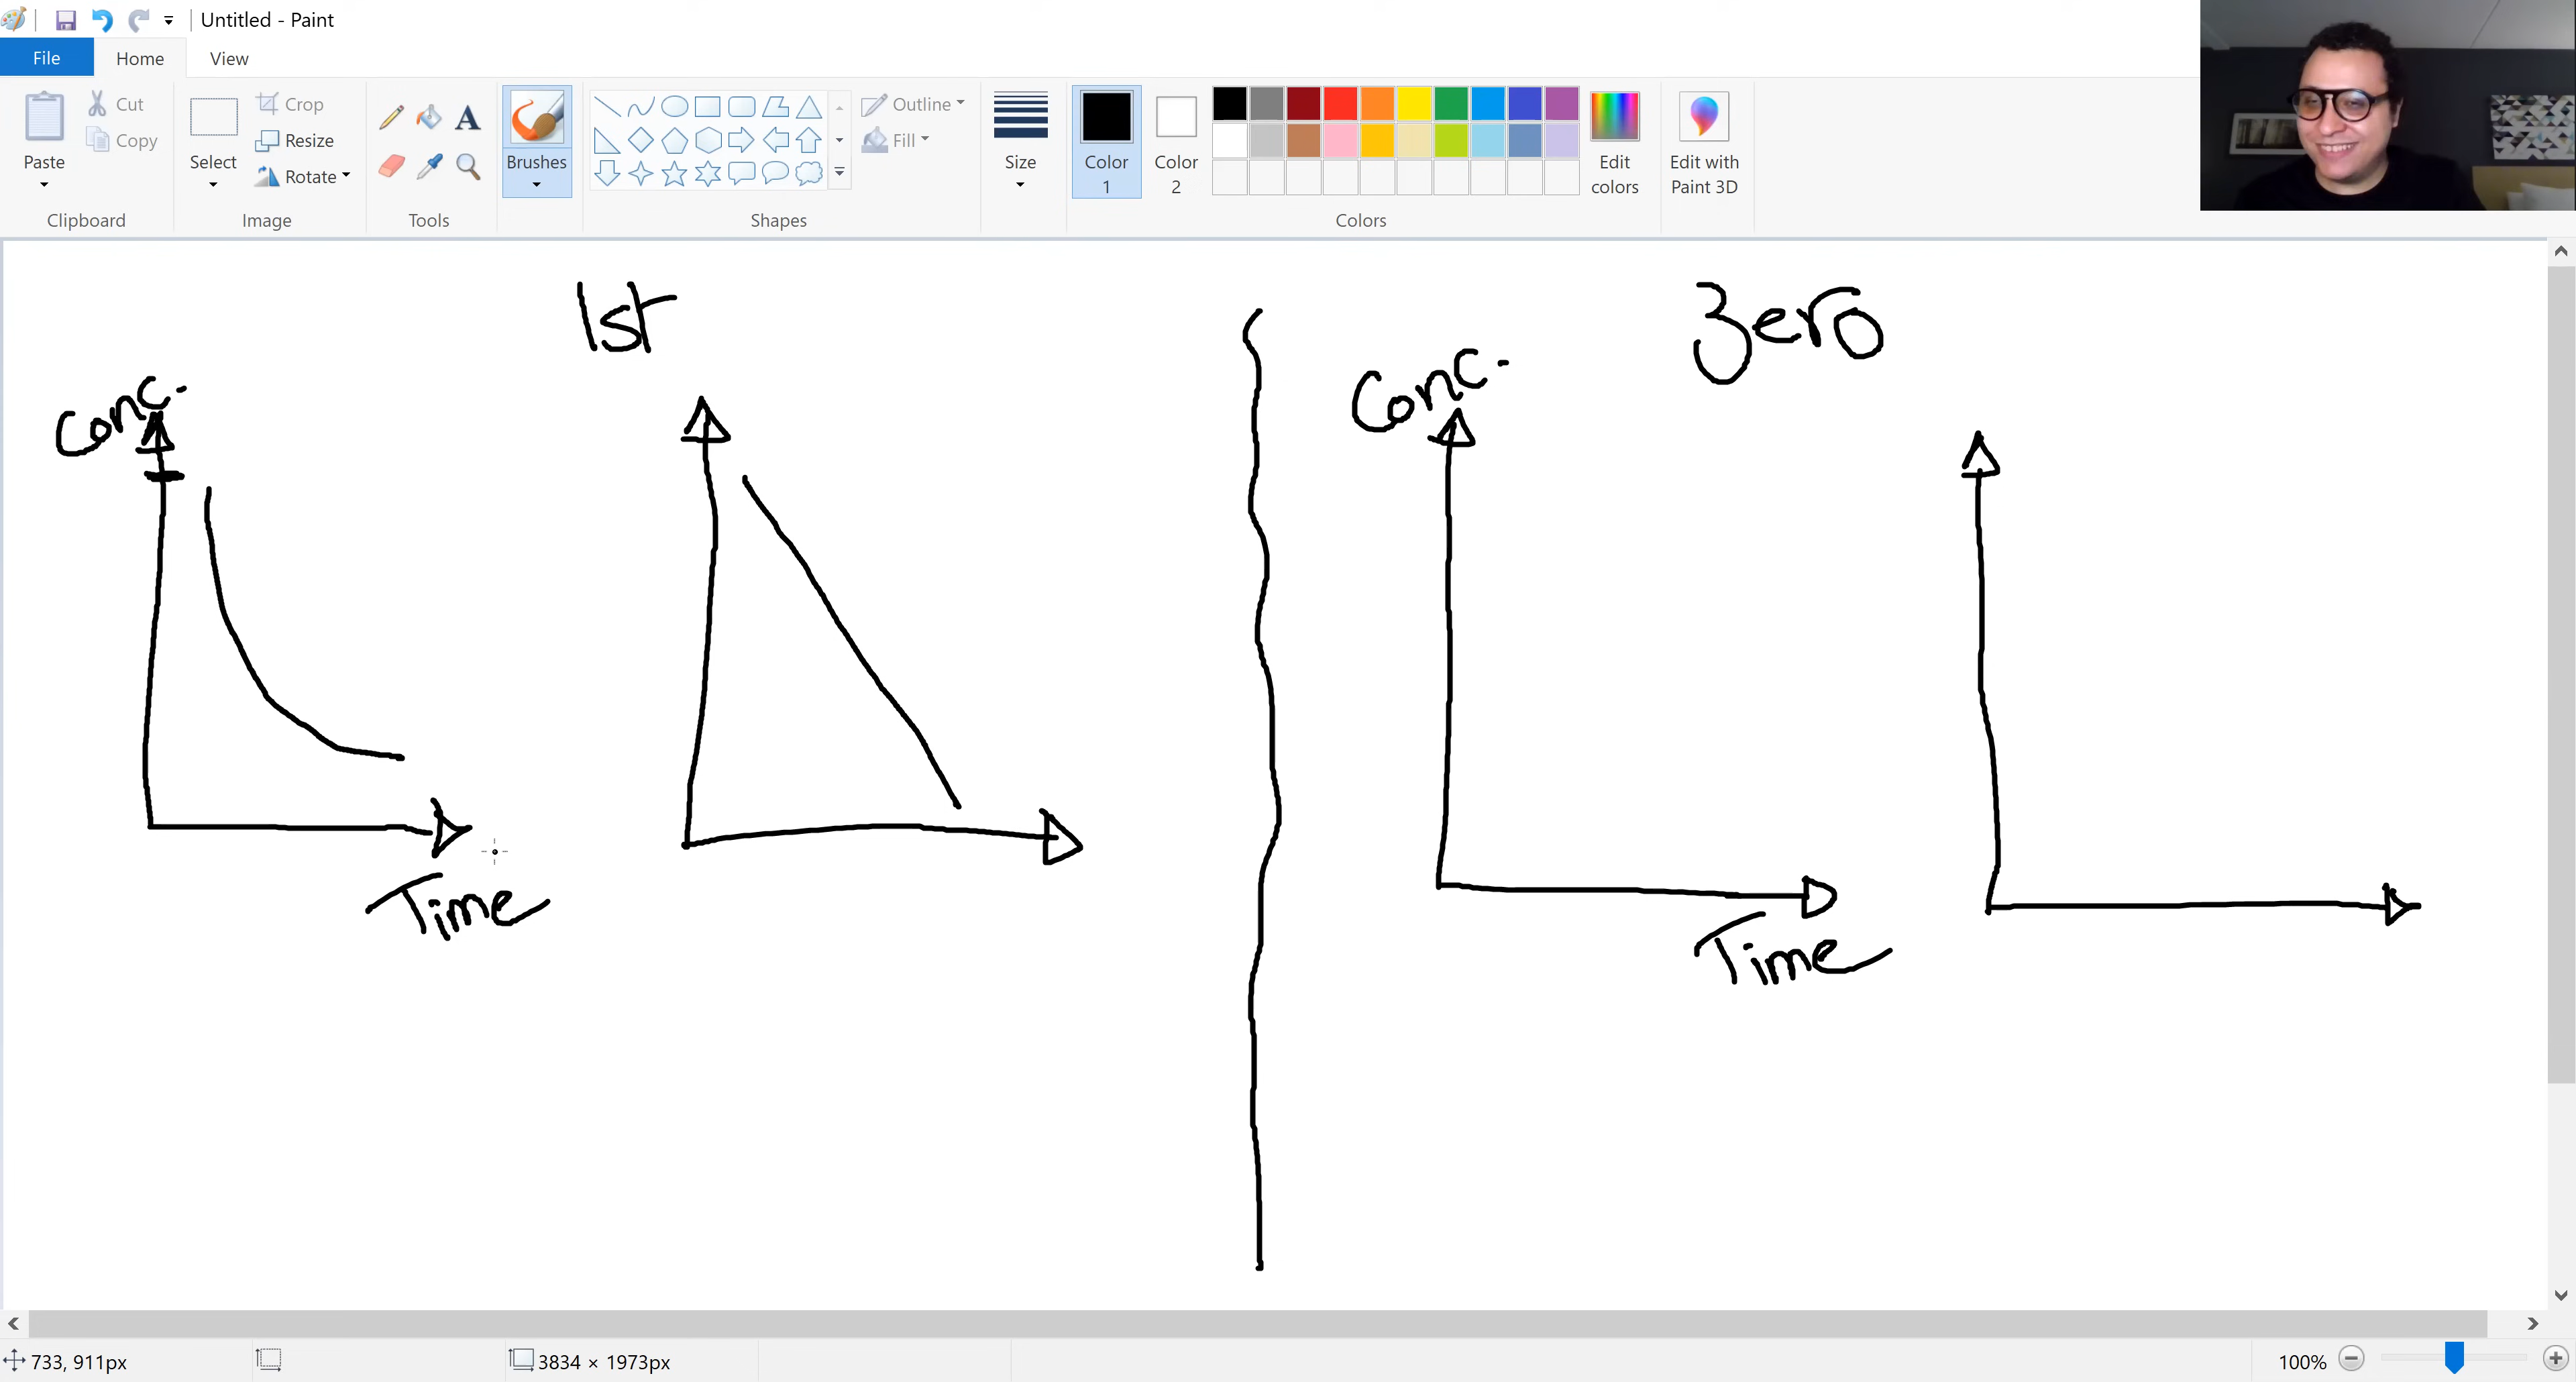 Untitled - Paint
File Home View
Paste
Cut
Copy
Clipboard
Select
Crop
Resize
Rotate
Image
A
Tools
Brushes
Shapes
Outline
Fill
Size
Color
1
Color
2
Edit
colors
Edit with
Paint 3D
Colors
1st
Conc.
Time
Zero
Conc.
Time
733, 911px
3834 × 1973px
100%